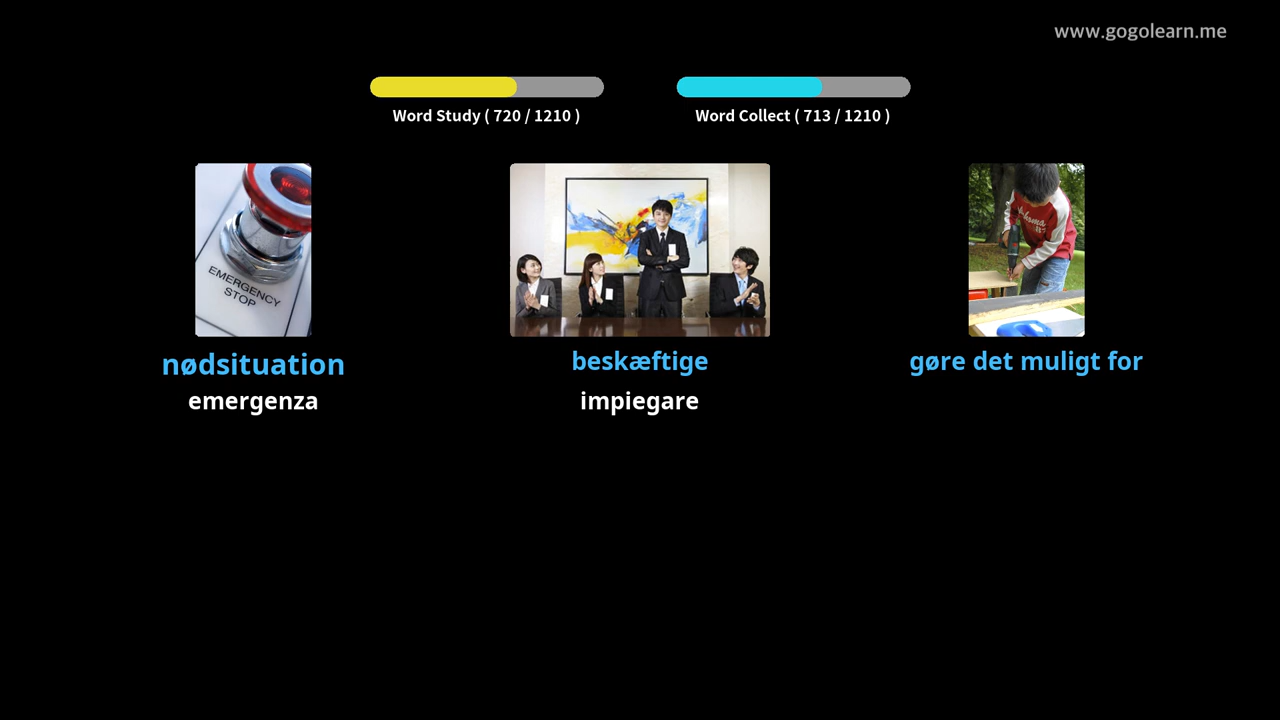 www.gogolearn.me
Word Study ( 720 / 1210 )
Word Collect ( 713 / 1210 )
EMERGENCY
STOP
nødsituation
beskæftige
gøre det muligt for
emergenza
impiegare